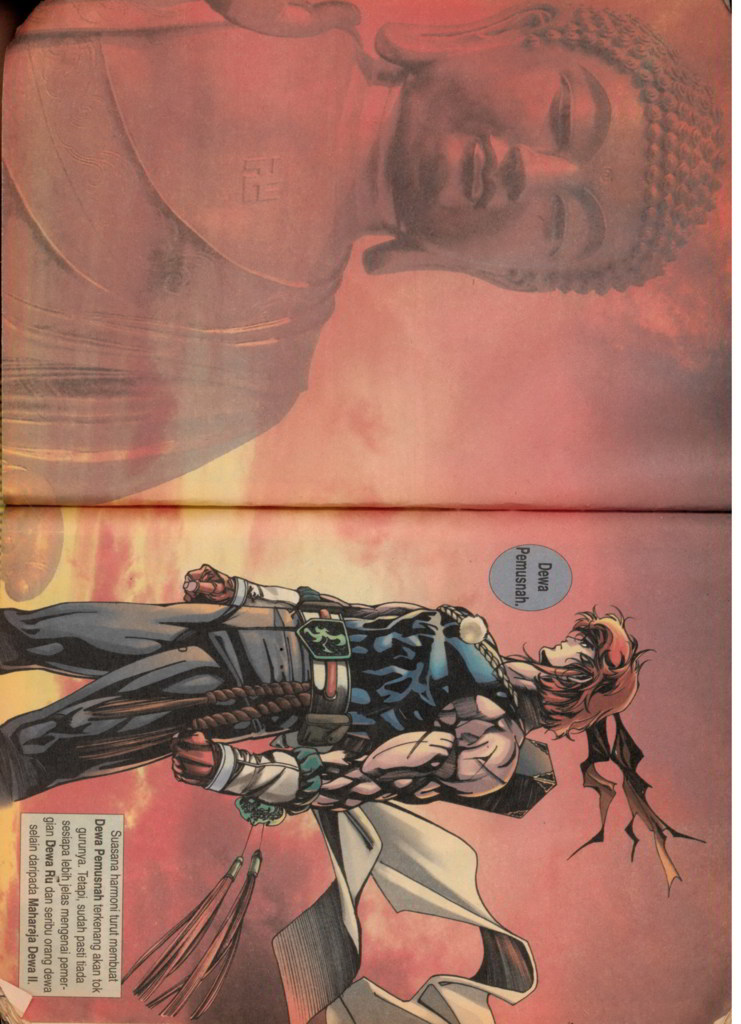 Dewa
Pemusnah.
Suasana harmoni turut membuat
Dewa Pemusnah terkenang akan tok
gurunya. Tetapi, sudah pasti tiada
sesiapa lebih jelas mengenai pemer-
gian Dewa Ru dan seribu orang dewa
selain daripada Maharaja Dewa II.